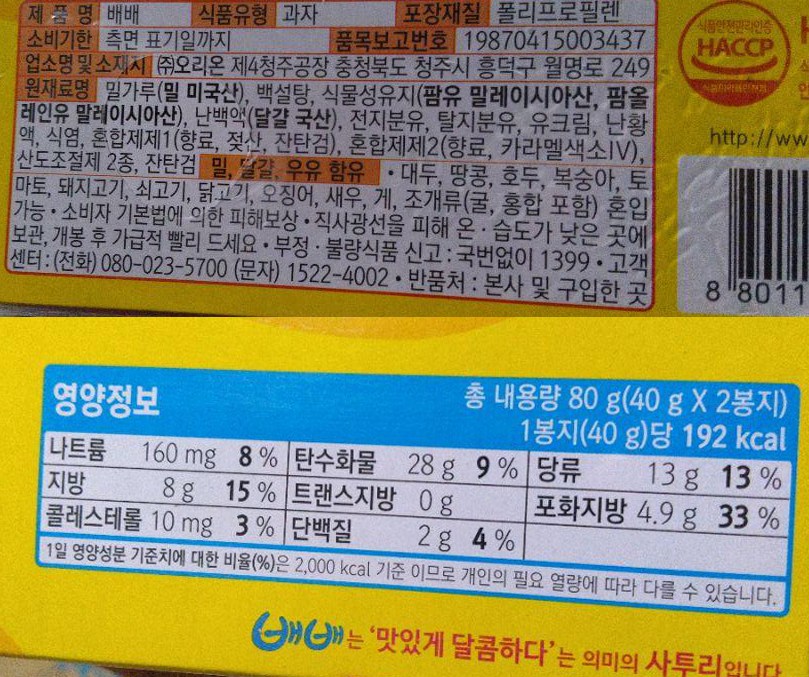 제 품 명 배배 식품유형 과자 포장재질 폴리프로필렌
소비기한 측면 표기일까지 품목보고번호 19870415003437
업소명 및 소재지 ㈜오리온 제4청주공장 충청북도 청주시 흥덕구 월명로 249
원재료명 밀가루(밀 미국산), 백설탕, 식물성유지(팜유 말레이시아산, 팜올
레인유 말레이시아산), 난백액(달걀 국산), 전지분유, 탈지분유, 유크림, 난황
액, 식염, 혼합제제1(향료, 젖산, 잔탄검), 혼합제제2(향료, 카라멜색소Ⅳ),
산도조절제 2종, 잔탄검 밀, 달걀, 우유 함유 • 대두, 땅콩, 호두, 복숭아, 토
마토, 돼지고기, 쇠고기, 닭고기, 오징어, 새우, 게, 조개류(굴, 홍합 포함) 혼입
가능 • 소비자 기본법에 의한 피해보상 • 직사광선을 피해 온·습도가 낮은 곳에
보관, 개봉 후 가급적 빨리 드세요 • 부정·불량식품 신고 : 국번없이 1399 • 고객
센터 : (전화) 080-023-5700 (문자) 1522-4002 • 반품처 : 본사 및 구입한 곳
식품안전관리인증
HACCP
http://ww
8 8011
영양정보
총 내용량 80 g(40 g X 2봉지)
1봉지(40 g)당 192 kcal
나트륨 160 mg 8 % 탄수화물 28 g 9 % 당류 13 g 13 %
지방 8 g 15 % 트랜스지방 0 g 포화지방 4.9 g 33 %
콜레스테롤 10 mg 3 % 단백질 2 g 4 %
1일 영양성분 기준치에 대한 비율(%)은 2,000 kcal 기준 이므로 개인의 필요 열량에 따라 다를 수 있습니다.
배배는 '맛있게 달콤하다'는 의미의 사투리입니다